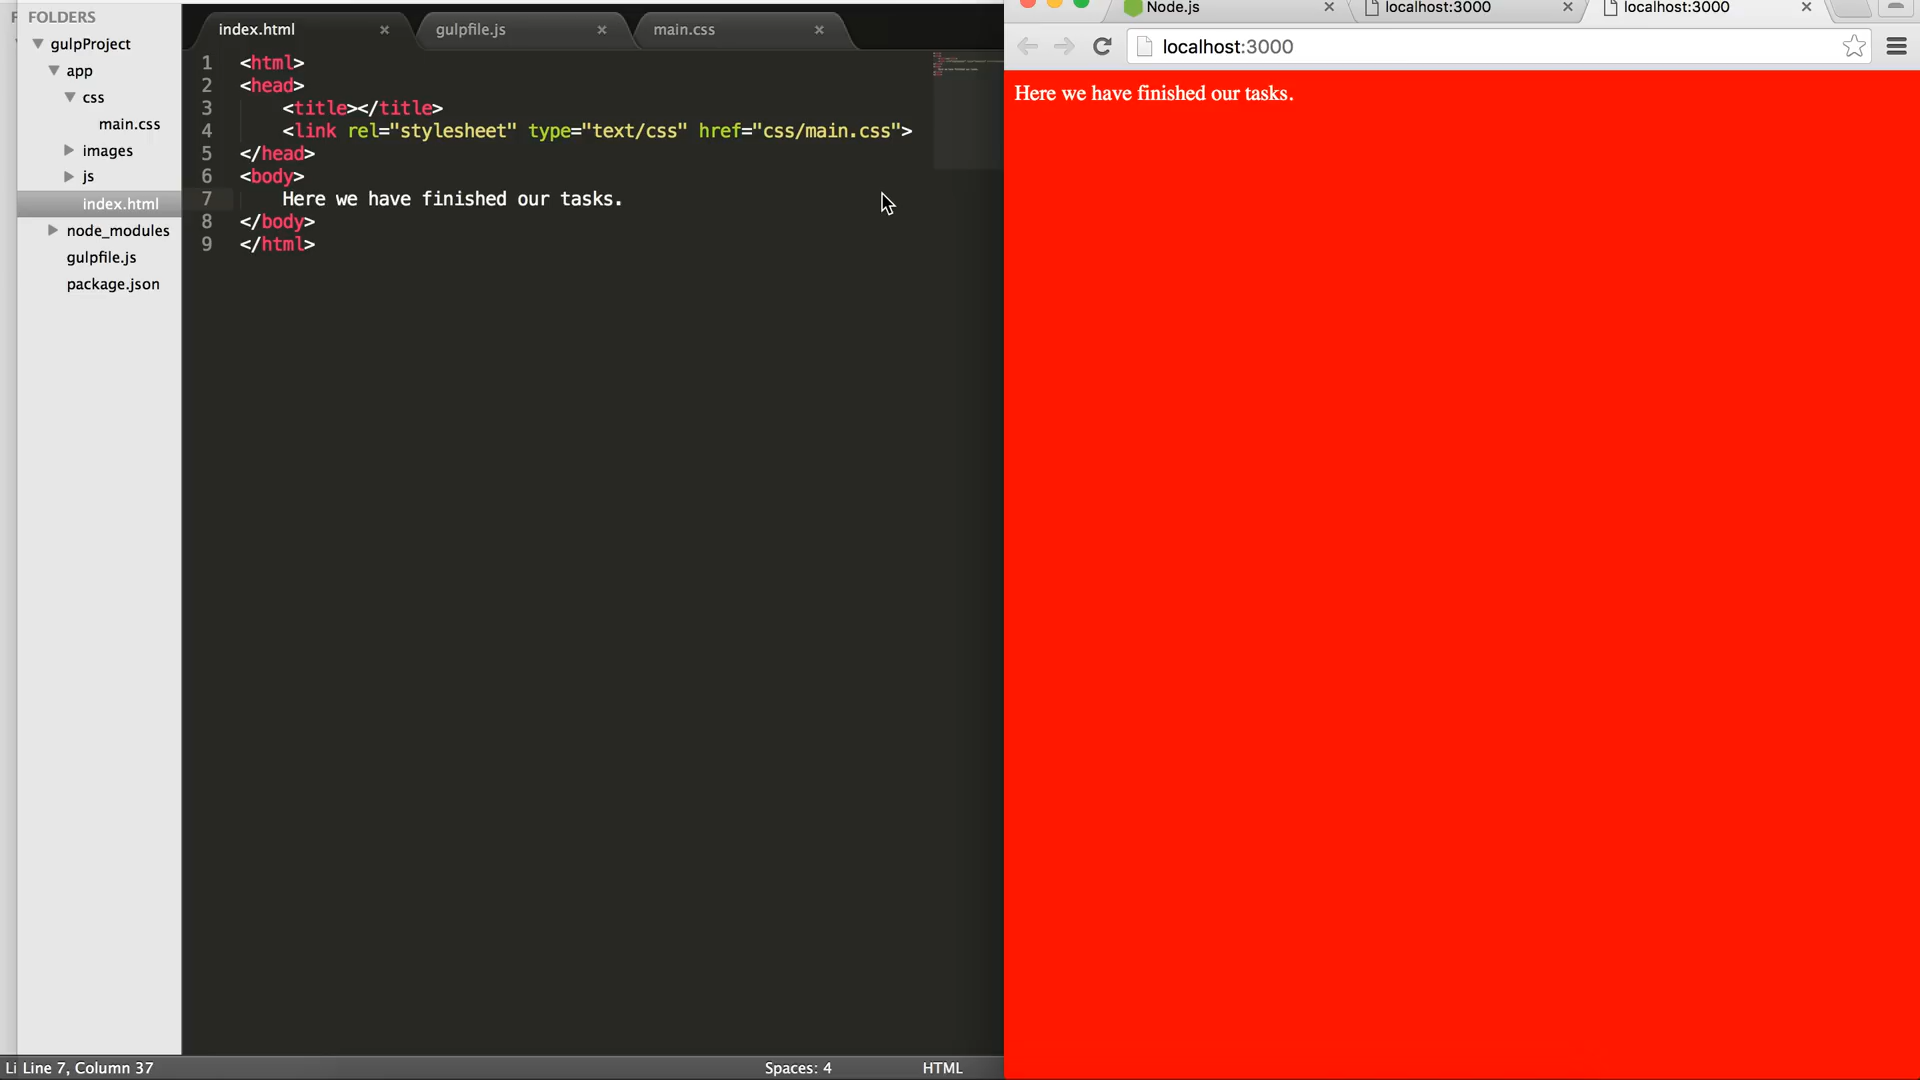 FOLDERS
gulpProject
app
css
main.css
images
js
index.html
node_modules
gulpfile.js
package.json
index.html
gulpfile.js
main.css
1 <html>
2 <head>
3 <title></title>
4 <link rel="stylesheet" type="text/css" href="css/main.css">
5 </head>
6 <body>
7 Here we have finished our tasks.
8 </body>
9 </html>
Li Line 7, Column 37
Spaces: 4
HTML
Node.js
localhost:3000
localhost:3000
localhost:3000
Here we have finished our tasks.